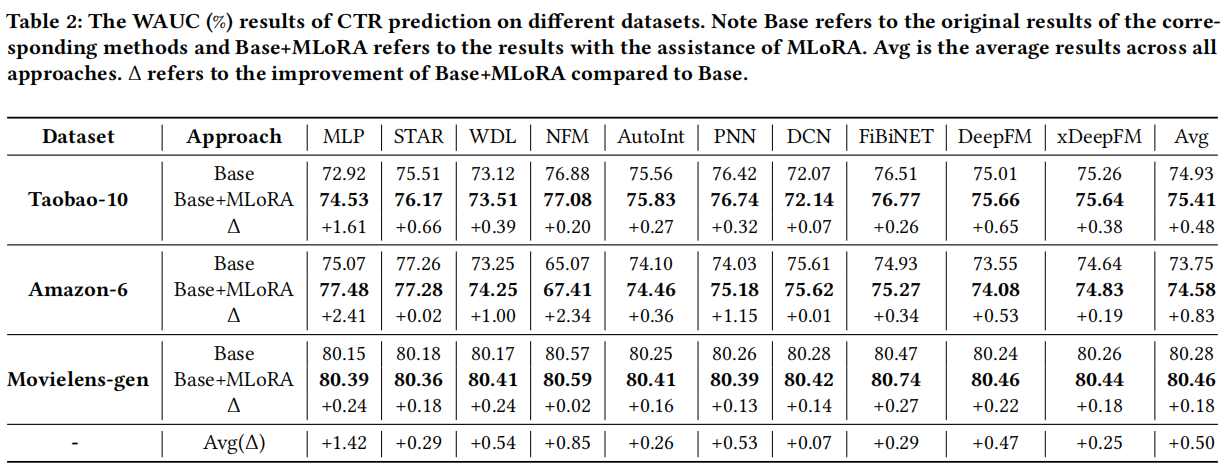 Table 2: The WAUC (%) results of CTR prediction on different datasets. Note Base refers to the original results of the corre-
sponding methods and Base+MLoRA refers to the results with the assistance of MLoRA. Avg is the average results across all
approaches. Δ refers to the improvement of Base+MLoRA compared to Base.
Dataset Approach MLP STAR WDL NFM AutoInt PNN DCN FiBiNET DeepFM xDeepFM Avg
Base 72.92 75.51 73.12 76.88 75.56 76.42 72.07 76.51 75.01 75.26 74.93
Taobao-10 Base+MLoRA 74.53 76.17 73.51 77.08 75.83 76.74 72.14 76.77 75.66 75.64 75.41
Δ +1.61 +0.66 +0.39 +0.20 +0.27 +0.32 +0.07 +0.26 +0.65 +0.38 +0.48
Base 75.07 77.26 73.25 65.07 74.10 74.03 75.61 74.93 73.55 74.64 73.75
Amazon-6 Base+MLoRA 77.48 77.28 74.25 67.41 74.46 75.18 75.62 75.27 74.08 74.83 74.58
Δ +2.41 +0.02 +1.00 +2.34 +0.36 +1.15 +0.01 +0.34 +0.53 +0.19 +0.83
Base 80.15 80.18 80.17 80.57 80.25 80.26 80.28 80.47 80.24 80.26 80.28
Movielens-gen Base+MLoRA 80.39 80.36 80.41 80.59 80.41 80.39 80.42 80.74 80.46 80.44 80.46
Δ +0.24 +0.18 +0.24 +0.02 +0.16 +0.13 +0.14 +0.27 +0.22 +0.18 +0.18
- Avg(Δ) +1.42 +0.29 +0.54 +0.85 +0.26 +0.53 +0.07 +0.29 +0.47 +0.25 +0.50